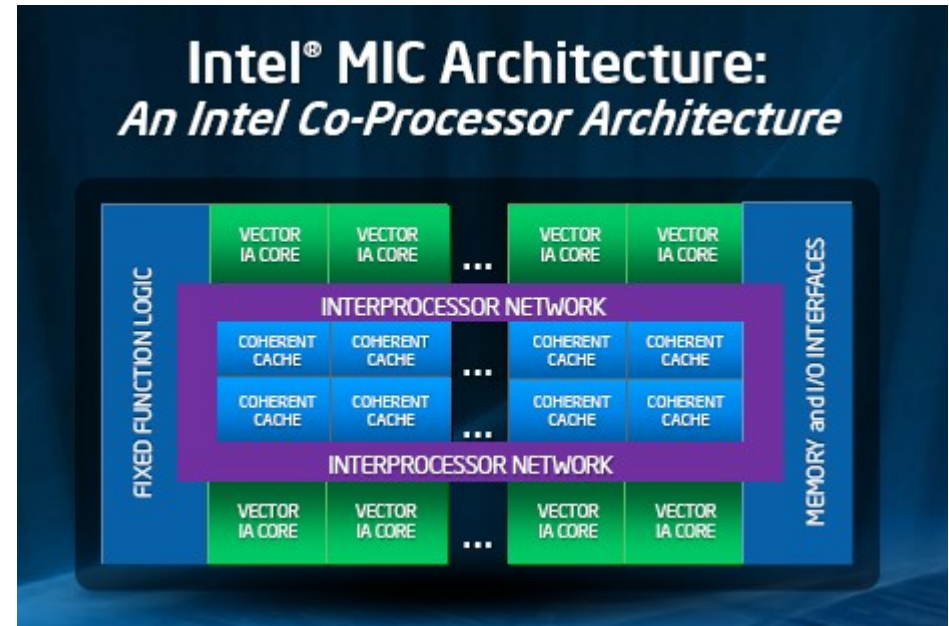 Intel® MIC Architecture:
An Intel Co-Processor Architecture
FIXED FUNCTION LOGIC
VECTOR
IA CORE
VECTOR
IA CORE
...
VECTOR
IA CORE
VECTOR
IA CORE
INTERPROCESSOR NETWORK
COHERENT
CACHE
COHERENT
CACHE
...
COHERENT
CACHE
COHERENT
CACHE
COHERENT
CACHE
COHERENT
CACHE
...
COHERENT
CACHE
COHERENT
CACHE
INTERPROCESSOR NETWORK
VECTOR
IA CORE
VECTOR
IA CORE
...
VECTOR
IA CORE
VECTOR
IA CORE
MEMORY and I/O INTERFACES